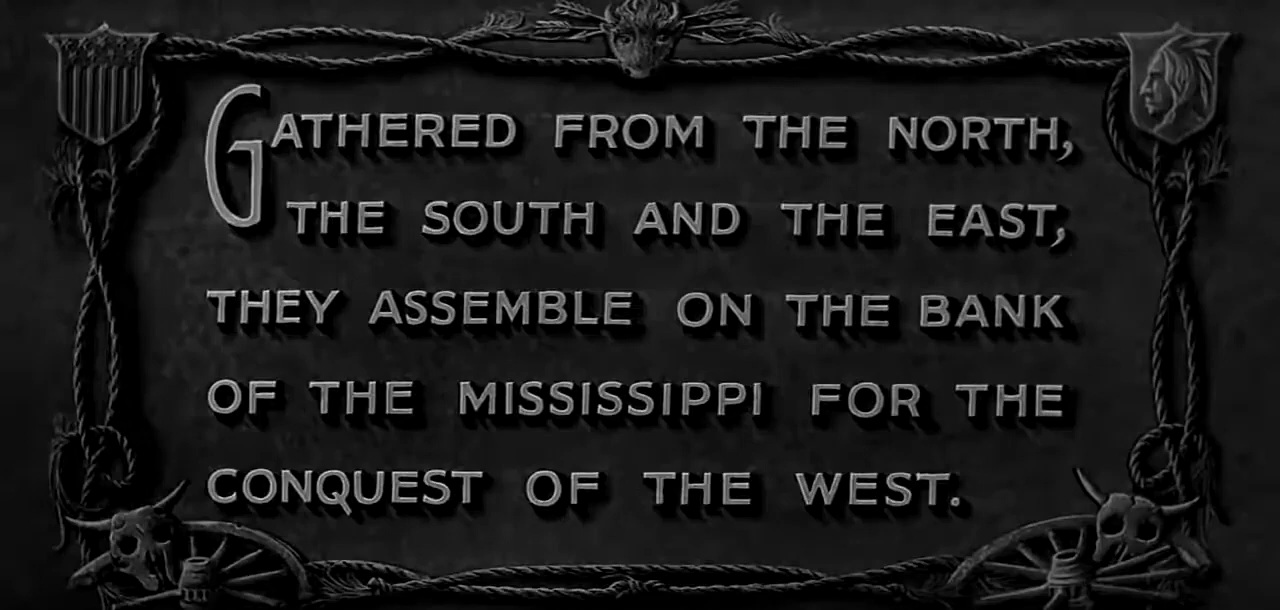 GATHERED FROM THE NORTH,
THE SOUTH AND THE EAST,
THEY ASSEMBLE ON THE BANK
OF THE MISSISSIPPI FOR THE
CONQUEST OF THE WEST.